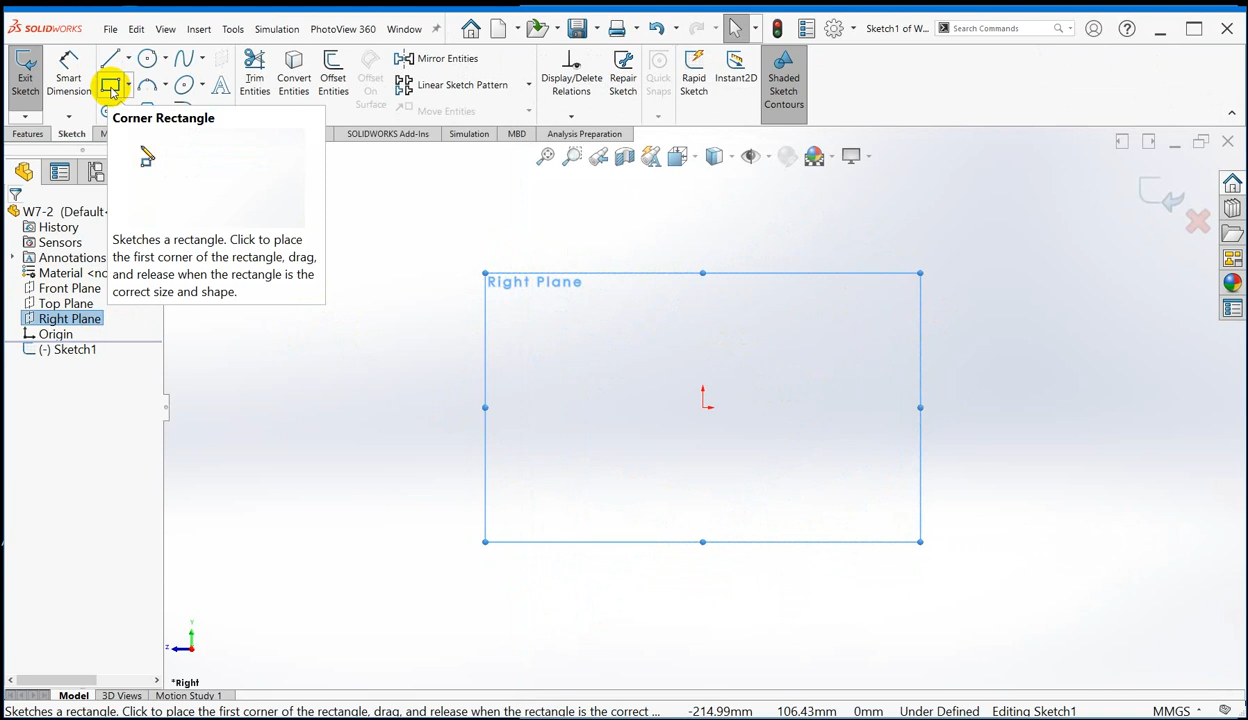 SOLIDWORKS File Edit View Insert Tools Simulation PhotoView 360 Window Sketch1 of W... Search Commands
Exit Sketch
Smart Dimension
Trim Entities
Convert Entities
Offset Entities
Offset On Surface
Mirror Entities
Linear Sketch Pattern
Move Entities
Display/Delete Relations
Repair Sketch
Quick Snaps
Rapid Sketch
Instant2D
Shaded Sketch Contours
Features Sketch M SOLIDWORKS Add-Ins Simulation MBD Analysis Preparation
Corner Rectangle
Sketches a rectangle. Click to place
the first corner of the rectangle, drag,
and release when the rectangle is the
correct size and shape.
W7-2 (Default
History
Sensors
Annotations
Material <no
Front Plane
Top Plane
Right Plane
Origin
(-) Sketch1
Right Plane
Y
Z
*Right
Model 3D Views Motion Study 1
Sketches a rectangle. Click to place the first corner of the rectangle, drag, and release when the rectangle is the correct ... -214.99mm 106.43mm 0mm Under Defined Editing Sketch1 MMGS